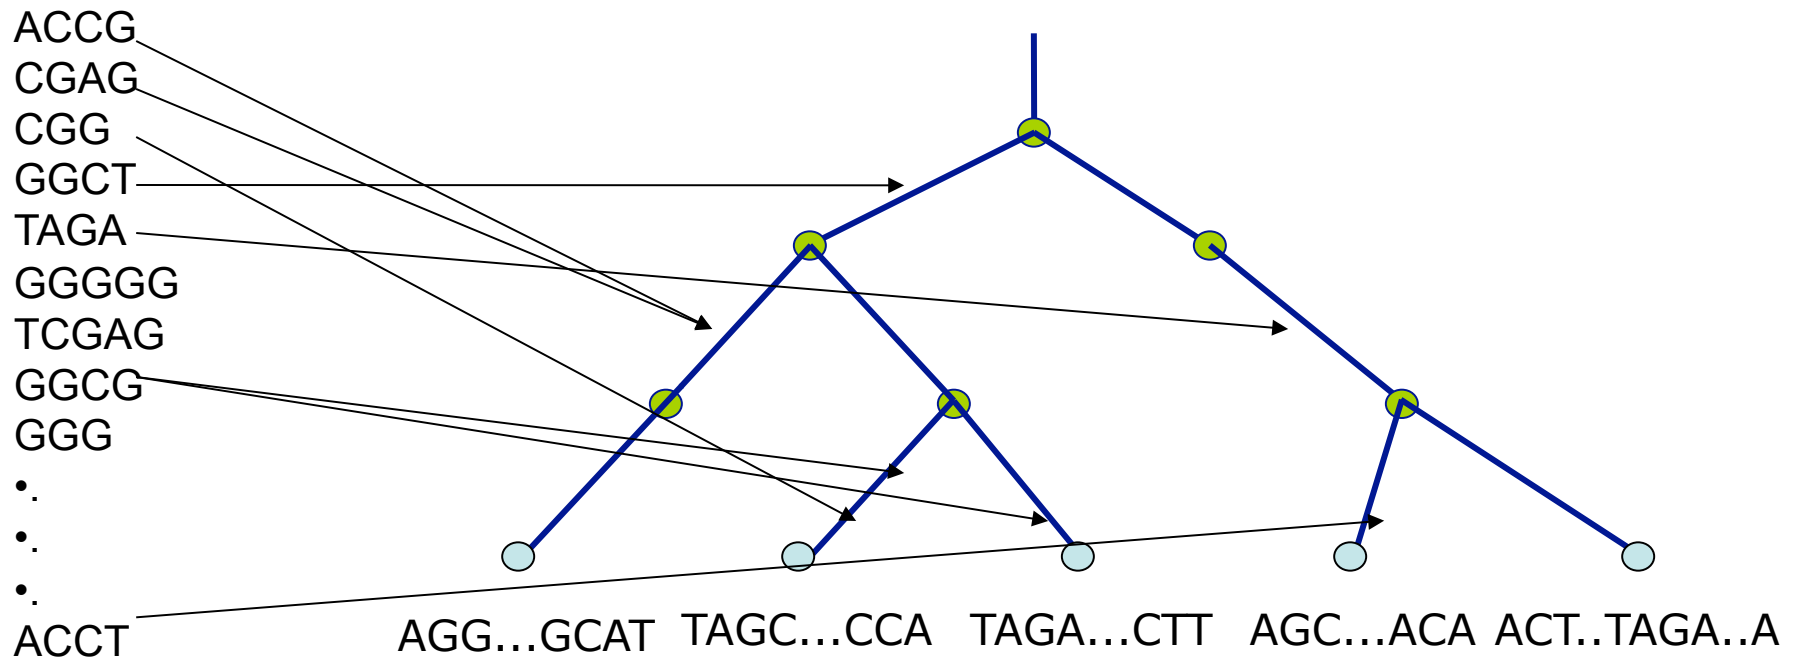 ACCG
CGAG
CGG
GGCT
TAGA
GGGGG
TCGAG
GGCG
GGG
•.
•.
•.
ACCT
AGG...GCAT TAGC...CCA TAGA...CTT AGC...ACA ACT..TAGA..A